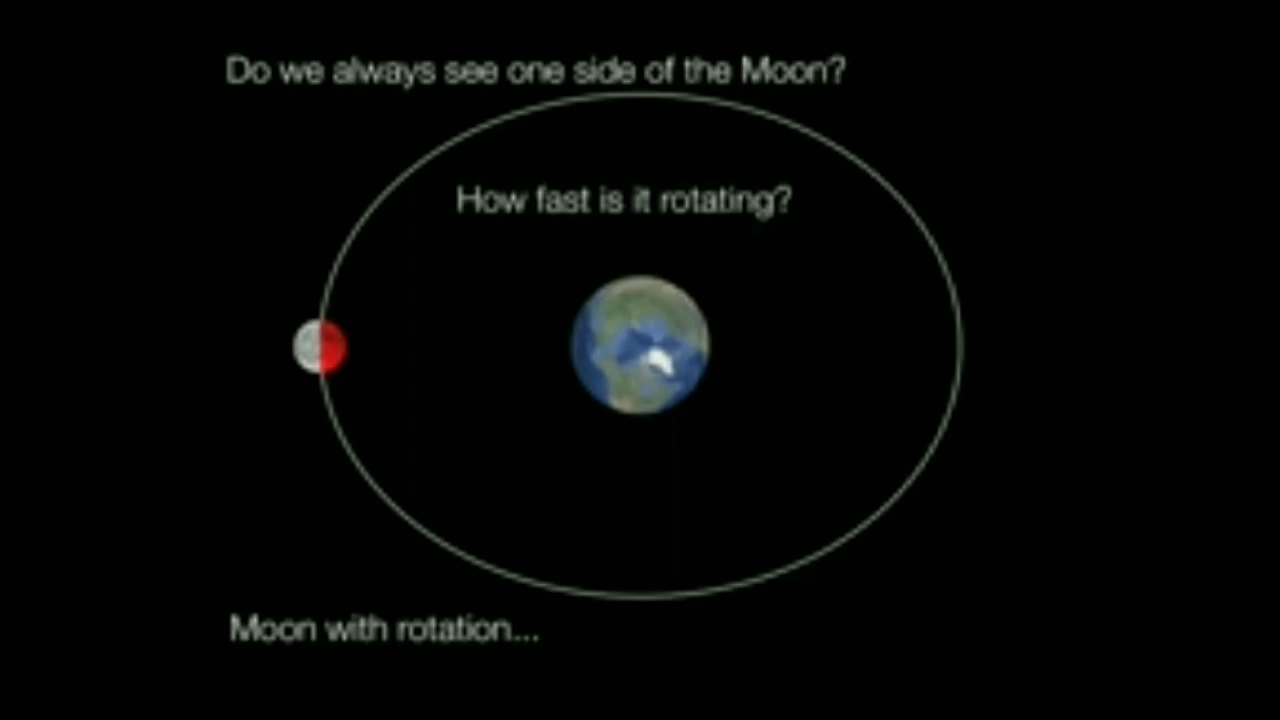 Do we always see one side of the Moon?
How fast is it rotating?
Moon with rotation...